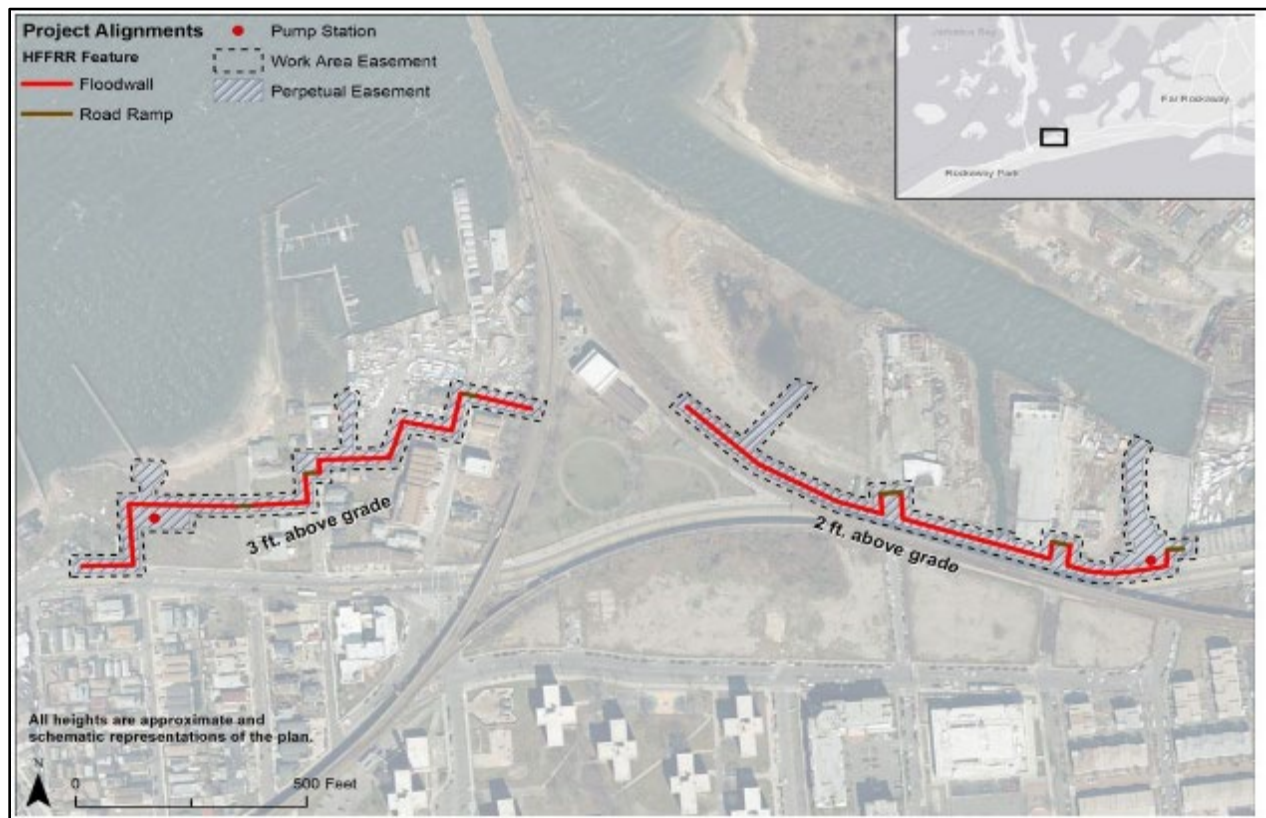 Project Alignments
HFFRR Feature
Floodwall
Road Ramp
Pump Station
Work Area Easement
Perpetual Easement
Jamaica Bay
Far Rockaway
Rockaway Park
3 ft. above grade
2 ft. above grade
All heights are approximate and
schematic representations of the plan.
N
0
500 Feet